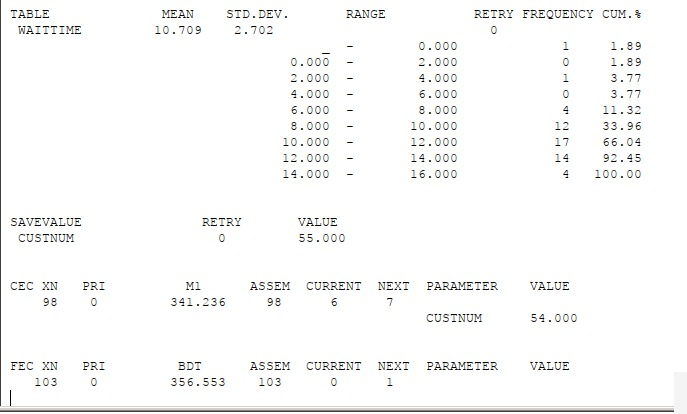 TABLE MEAN STD.DEV. RANGE RETRY FREQUENCY CUM.%
WAITTIME 10.709 2.702 0
_ - 0.000 1 1.89
0.000 - 2.000 0 1.89
2.000 - 4.000 1 3.77
4.000 - 6.000 0 3.77
6.000 - 8.000 4 11.32
8.000 - 10.000 12 33.96
10.000 - 12.000 17 66.04
12.000 - 14.000 14 92.45
14.000 - 16.000 4 100.00
SAVEVALUE RETRY VALUE
CUSTNUM 0 55.000
CEC XN PRI M1 ASSEM CURRENT NEXT PARAMETER VALUE
98 0 341.236 98 6 7
CUSTNUM 54.000
FEC XN PRI BDT ASSEM CURRENT NEXT PARAMETER VALUE
103 0 356.553 103 0 1